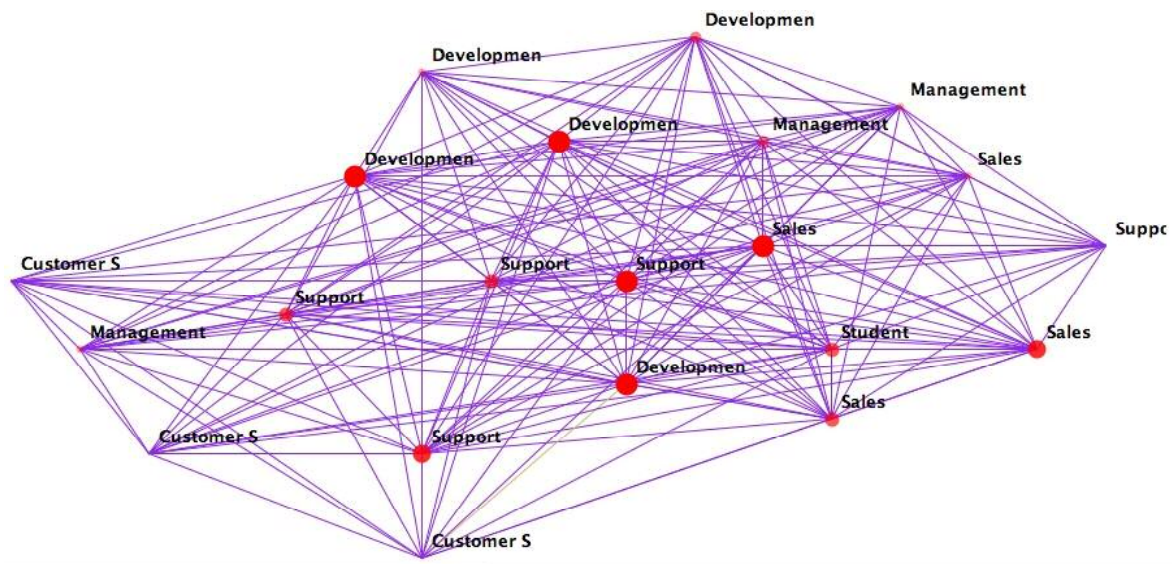 Developmen
Developmen
Management
Developmen
Management
Developmen
Sales
Sales
Suppo
Customer S
Support
Support
Support
Management
Student
Sales
Developmen
Sales
Customer S
Support
Customer S